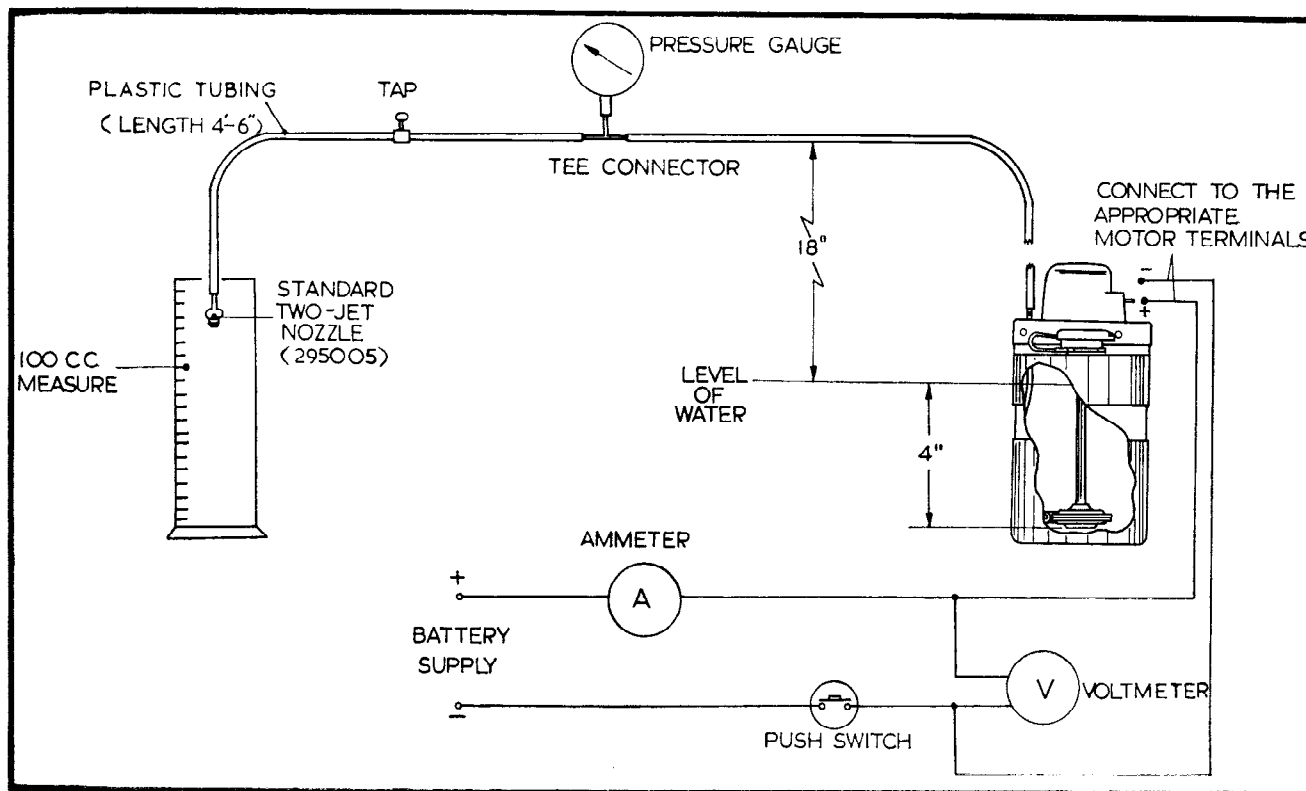 PRESSURE GAUGE
PLASTIC TUBING
(LENGTH 4'-6")
TAP
TEE CONNECTOR
18"
CONNECT TO THE
APPROPRIATE
MOTOR TERMINALS
-
+
STANDARD
TWO-JET
NOZZLE
(295005)
100 C C
MEASURE
LEVEL
OF
WATER
4"
AMMETER
+
A
BATTERY
SUPPLY
-
V
VOLTMETER
PUSH SWITCH